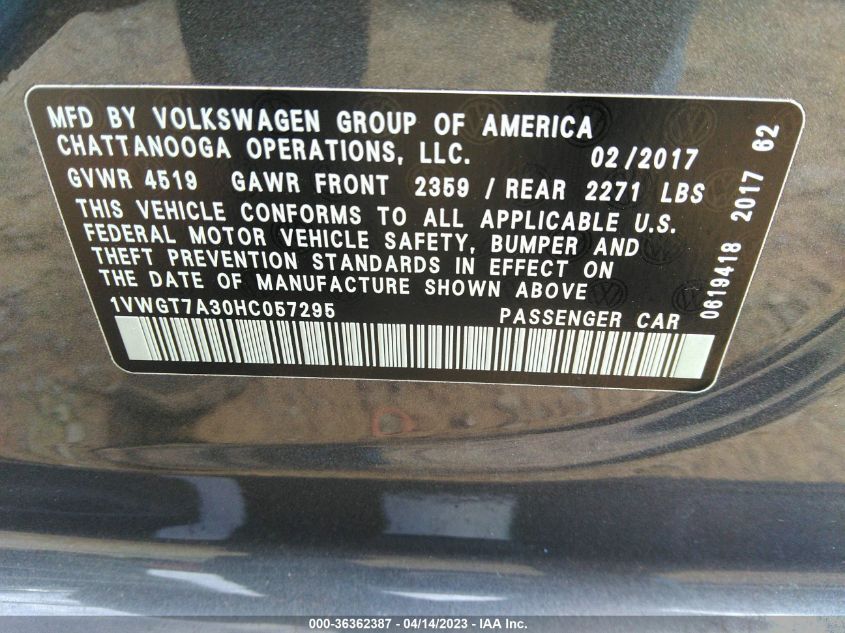 MFD BY VOLKSWAGEN GROUP OF AMERICA
CHATTANOOGA OPERATIONS, LLC. 02/2017
GVWR 4519 GAWR FRONT 2359 / REAR 2271 LBS
THIS VEHICLE CONFORMS TO ALL APPLICABLE U.S.
FEDERAL MOTOR VEHICLE SAFETY, BUMPER AND
THEFT PREVENTION STANDARDS IN EFFECT ON
THE DATE OF MANUFACTURE SHOWN ABOVE
1VWGT7A30HC057295 PASSENGER CAR
0619418 2017 62
000-36362387 - 04/14/2023 - IAA Inc.